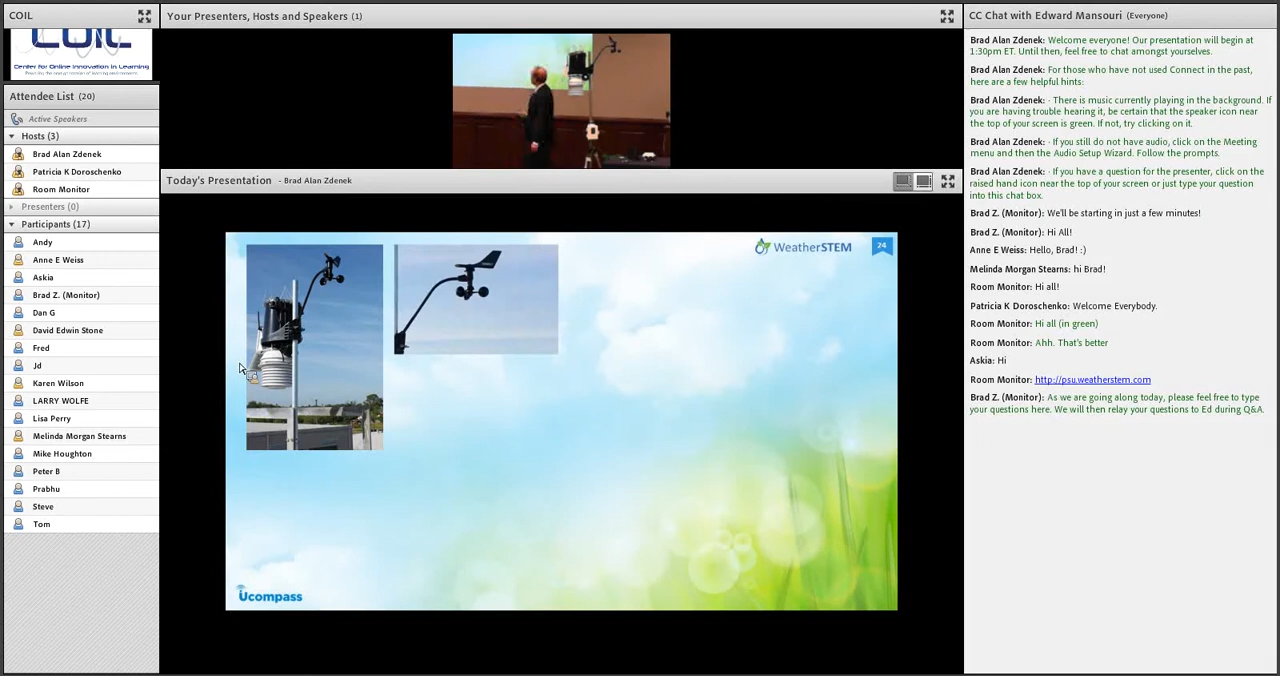 COIL
COIL
Center for Online Innovation in Learning
Attendee List (20)
Active Speakers
Hosts (3)
Brad Alan Zdenek
Patricia K Doroschenko
Room Monitor
Presenters (0)
Participants (17)
Andy
Anne E Weiss
Askia
Brad Z. (Monitor)
Dan G
David Edwin Stone
Fred
Jd
Karen Wilson
LARRY WOLFE
Lisa Perry
Melinda Morgan Stearns
Mike Houghton
Peter B
Prabhu
Steve
Tom
Your Presenters, Hosts and Speakers (1)
Today's Presentation - Brad Alan Zdenek
WeatherSTEM
24
Ucompass
CC Chat with Edward Mansouri (Everyone)
Brad Alan Zdenek: Welcome everyone! Our presentation will begin at
1:30pm ET. Until then, feel free to chat amongst yourselves.
Brad Alan Zdenek: For those who have not used Connect in the past,
here are a few helpful hints:
Brad Alan Zdenek: - There is music currently playing in the background. If
you are having trouble hearing it, be certain that the speaker icon near
the top of your screen is green. If not, try clicking on it.
Brad Alan Zdenek: - If you still do not have audio, click on the Meeting
menu and then the Audio Setup Wizard. Follow the prompts.
Brad Alan Zdenek: - If you have a question for the presenter, click on the
raised hand icon near the top of your screen or just type your question
into this chat box.
Brad Z. (Monitor): We'll be starting in just a few minutes!
Brad Z. (Monitor): Hi All!
Anne E Weiss: Hello, Brad! :)
Melinda Morgan Stearns: hi Brad!
Room Monitor: Hi all!
Patricia K Doroschenko: Welcome Everybody.
Room Monitor: Hi all (in green)
Room Monitor: Ahh. That's better
Askia: Hi
Room Monitor: http://psu.weatherstem.com
Brad Z. (Monitor): As we are going along today, please feel free to type
your questions here. We will then relay your questions to Ed during Q&A.